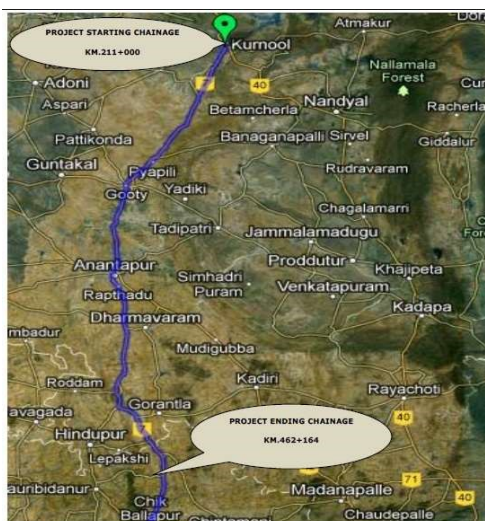 PROJECT STARTING CHAINAGE
KM.211+000
Atmakur
Kurnool
Nallamala
Forest
Adoni
40
Nandyal
Aspari
Betamcherla
Racherla
Pattikonda
Banaganapalli
Sirvel
Giddalur
Guntakal
Pyapili
Rudravaram
Gooty
Yadiki
Chagalamarri
Tadipatri
Jammalamadugu
Anantapur
Proddutur
Khajipeta
Simhadri
Puram
Rapthadu
Venkatapuram
Kadapa
Dharmavaram
Mudigubba
Roddam
Kadiri
Rayachoti
Gorantla
40
PROJECT ENDING CHAINAGE
KM.462+164
Hindupur
Lepakshi
71
40
Madanapalle
Chik
Ballapur
Chaudepalle